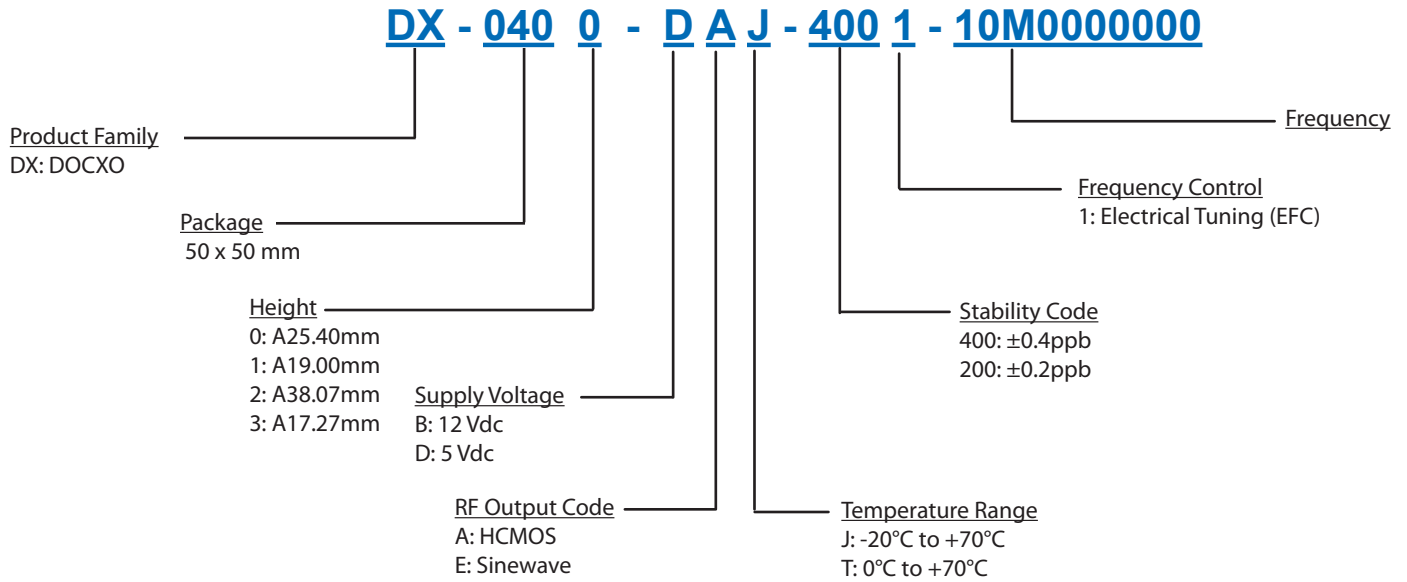 DX - 040 0 - D A J - 400 1 - 10M0000000
Product Family
DX: DOCXO
Package
50 x 50 mm
Height
0: A25.40mm
1: A19.00mm
2: A38.07mm
3: A17.27mm
Supply Voltage
B: 12 Vdc
D: 5 Vdc
RF Output Code
A: HCMOS
E: Sinewave
Temperature Range
J: -20°C to +70°C
T: 0°C to +70°C
Stability Code
400: ±0.4ppb
200: ±0.2ppb
Frequency Control
1: Electrical Tuning (EFC)
Frequency